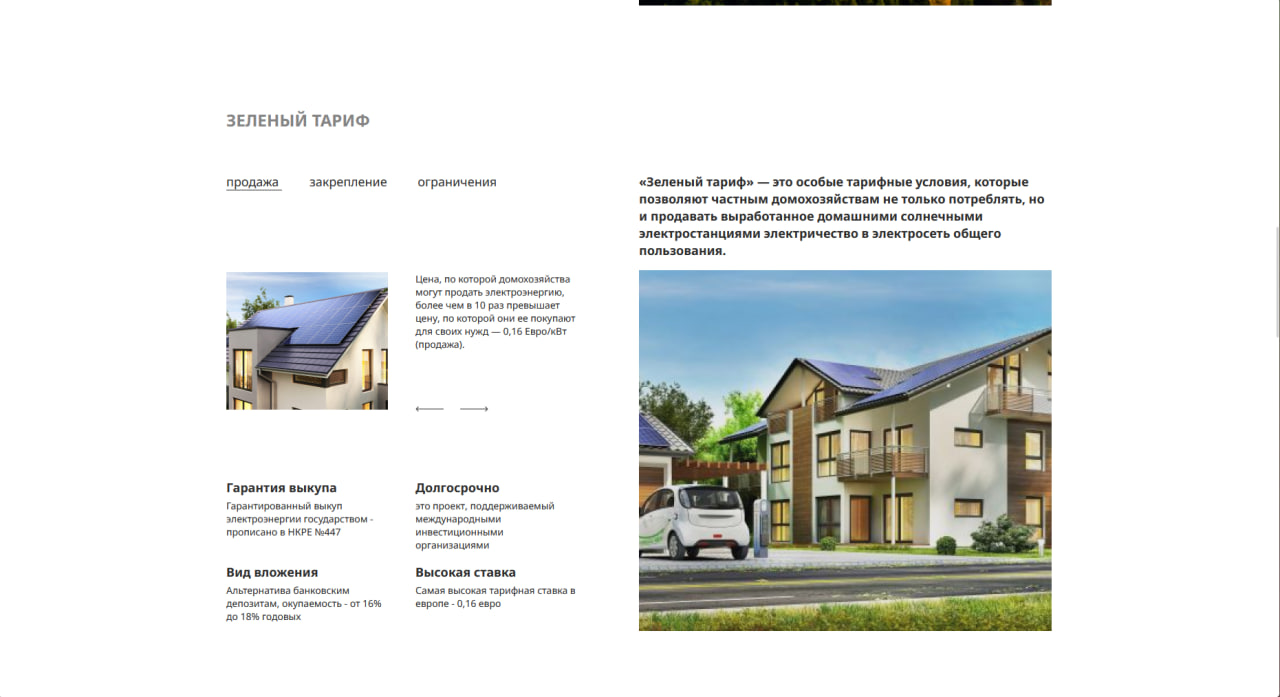 ЗЕЛЕНЫЙ ТАРИФ
продажа закрепление ограничения
«Зеленый тариф» — это особые тарифные условия, которые
позволяют частным домохозяйствам не только потреблять, но
и продавать выработанное домашними солнечными
электростанциями электричество в электросеть общего
пользования.
Цена, по которой домохозяйства
могут продать электроэнергию,
более чем в 10 раз превышает
цену, по которой они ее покупают
для своих нужд — 0,16 Евро/кВт
(продажа).
Гарантия выкупа
Гарантированный выкуп
электроэнергии государством -
прописано в НКРЕ №447
Долгосрочно
это проект, поддерживаемый
международными
инвестиционными
организациями
Вид вложения
Альтернатива банковским
депозитам, окупаемость - от 16%
до 18% годовых
Высокая ставка
Самая высокая тарифная ставка в
европе - 0,16 евро